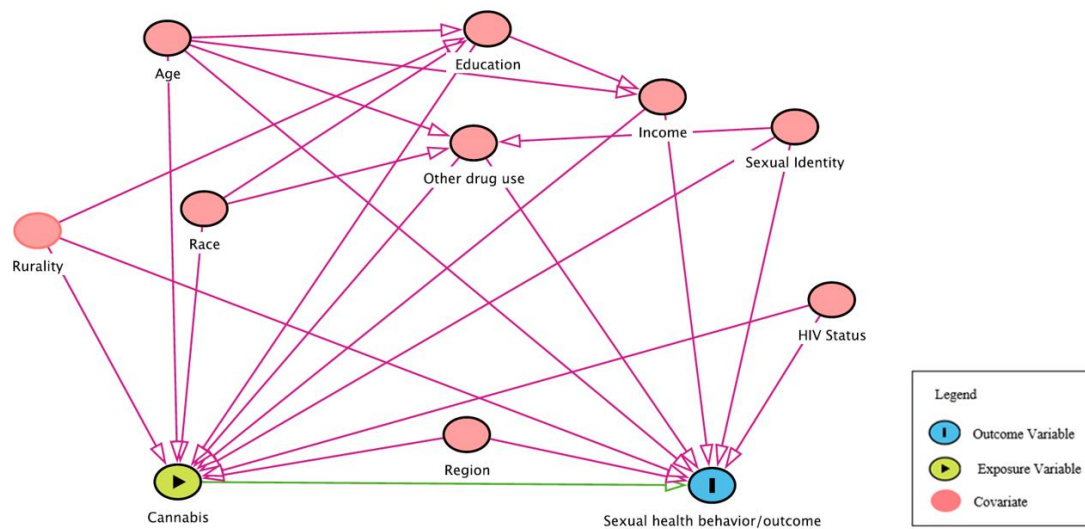 Age
Education
Income
Sexual Identity
Other drug use
Race
Rurality
HIV Status
Region
Cannabis
Sexual health behavior/outcome
Legend
Outcome Variable
Exposure Variable
Covariate